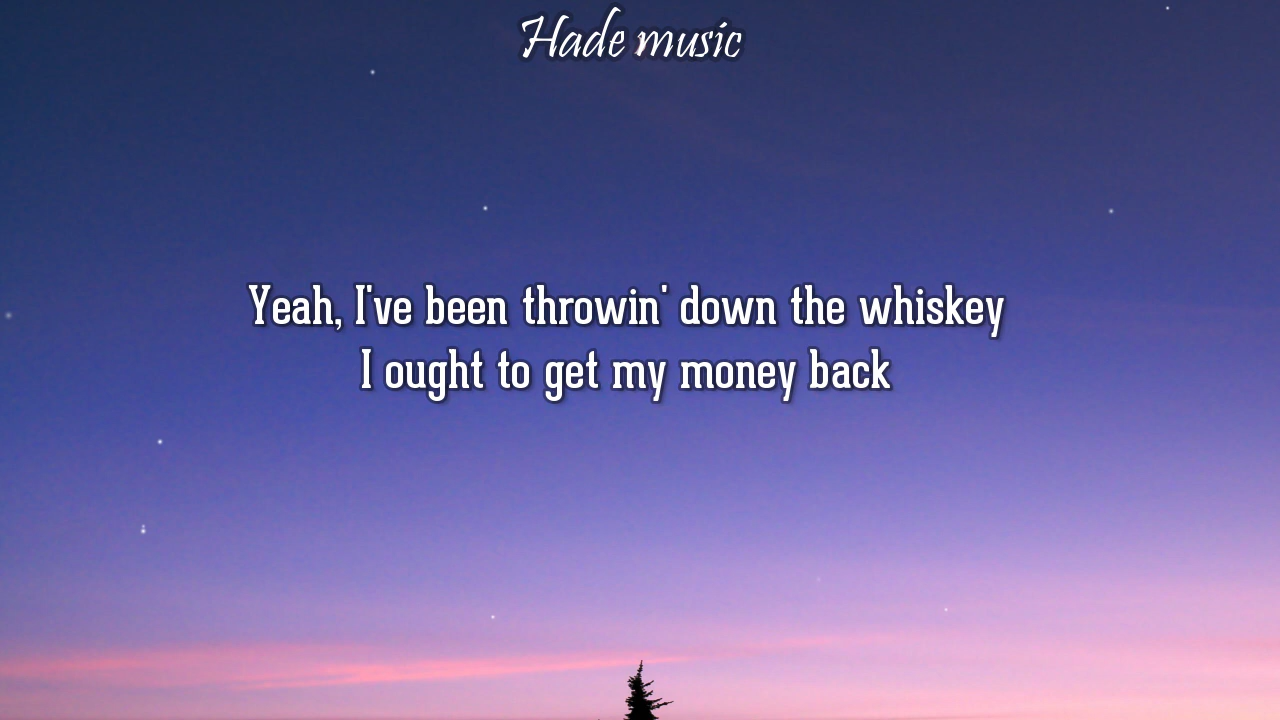 Hade music
Yeah, I've been throwin' down the whiskey
I ought to get my money back